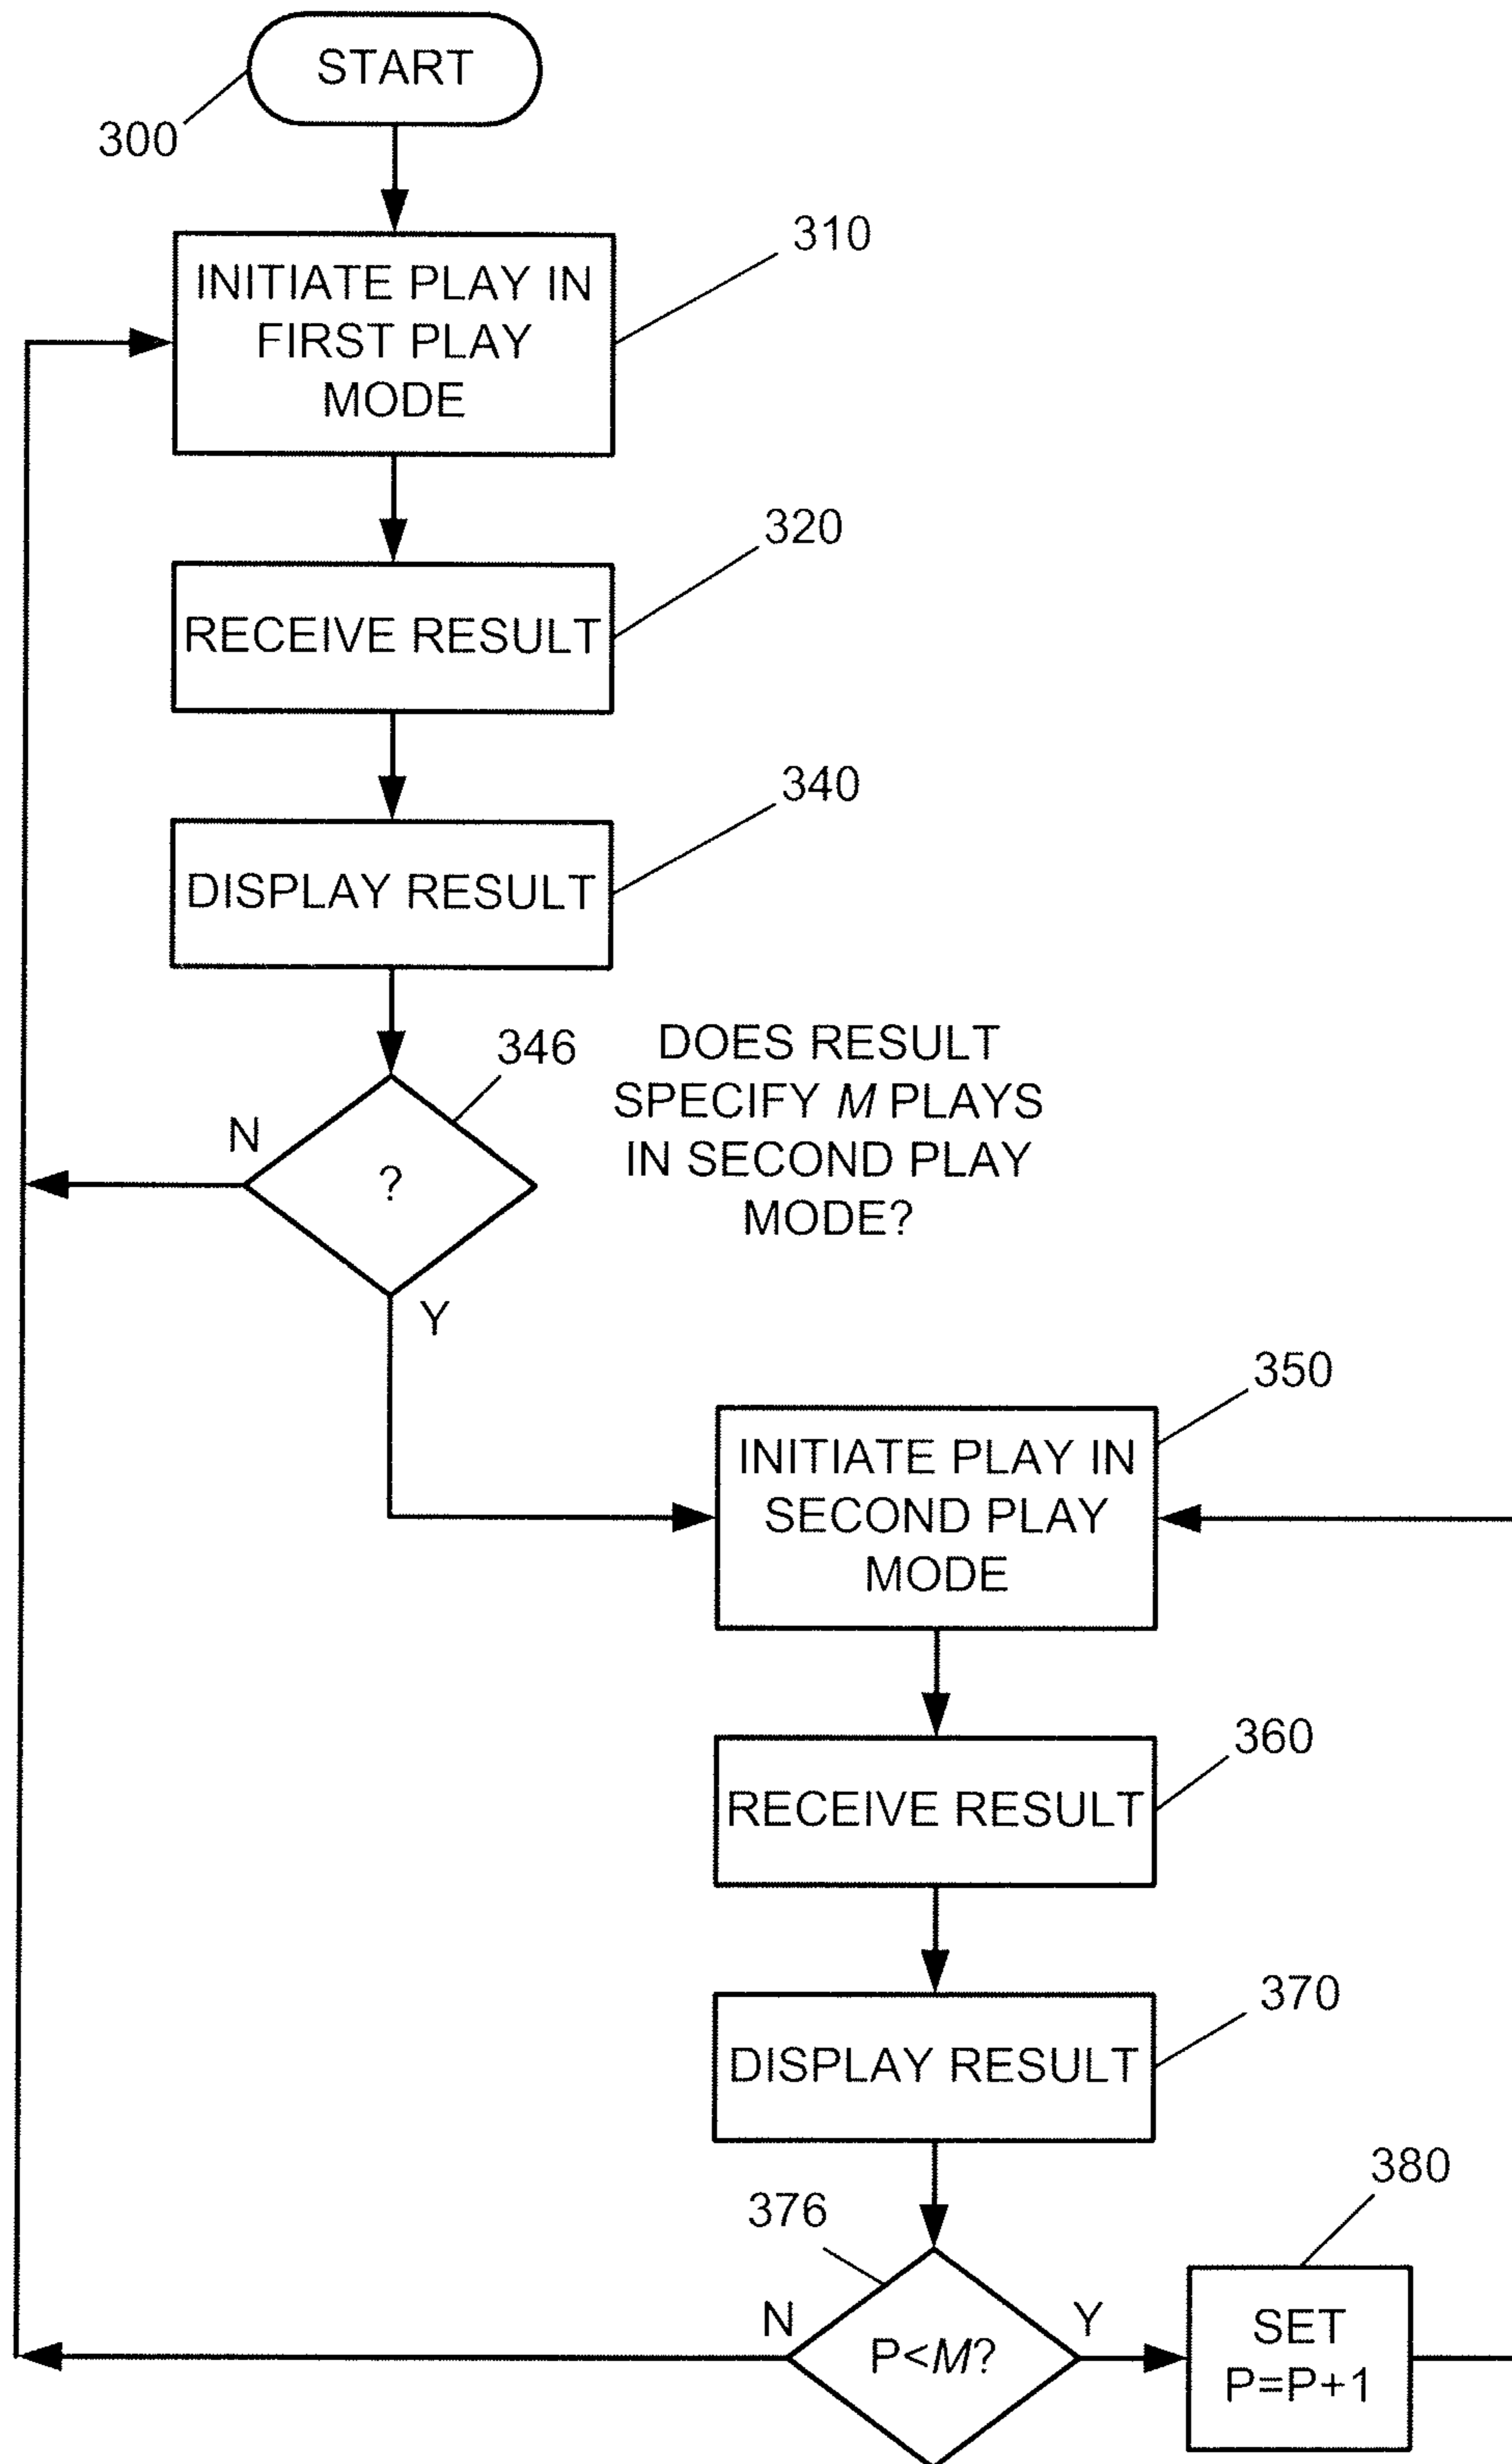 START
300
310
INITIATE PLAY IN
FIRST PLAY
MODE
320
RECEIVE RESULT
340
DISPLAY RESULT
346
DOES RESULT
SPECIFY M PLAYS
IN SECOND PLAY
MODE?
N
?
Y
350
INITIATE PLAY IN
SECOND PLAY
MODE
360
RECEIVE RESULT
370
DISPLAY RESULT
376
380
N
P<M?
Y
SET
P=P+1